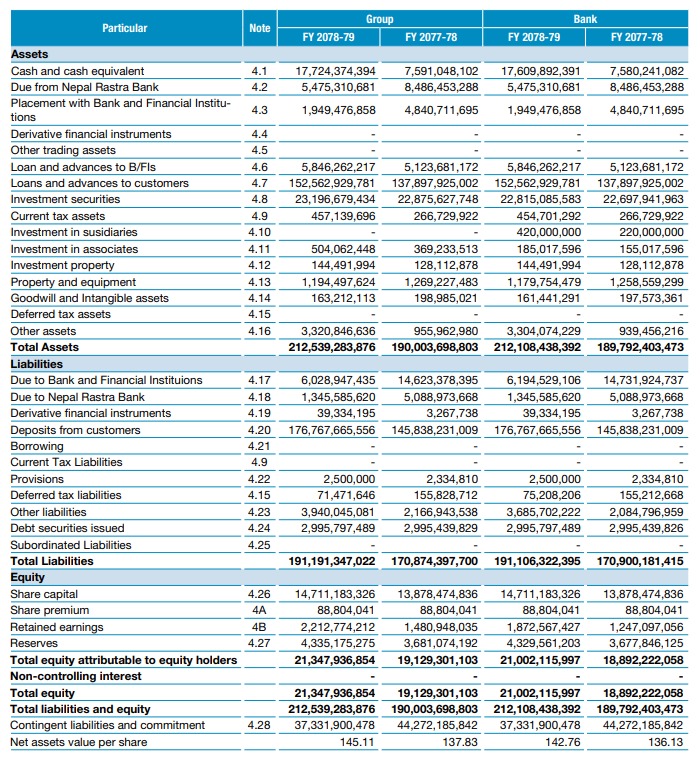 Particular Note Group Bank
FY 2078-79 FY 2077-78 FY 2078-79 FY 2077-78
Assets
Cash and cash equivalent 4.1 17,724,374,394 7,591,048,102 17,609,892,391 7,580,241,082
Due from Nepal Rastra Bank 4.2 5,475,310,681 8,486,453,288 5,475,310,681 8,486,453,288
Placement with Bank and Financial Institu-
tions 4.3 1,949,476,858 4,840,711,695 1,949,476,858 4,840,711,695
Derivative financial instruments 4.4 - - - -
Other trading assets 4.5 - - - -
Loan and advances to B/FIs 4.6 5,846,262,217 5,123,681,172 5,846,262,217 5,123,681,172
Loans and advances to customers 4.7 152,562,929,781 137,897,925,002 152,562,929,781 137,897,925,002
Investment securities 4.8 23,196,679,434 22,875,627,748 22,815,085,583 22,697,941,963
Current tax assets 4.9 457,139,696 266,729,922 454,701,292 266,729,922
Investment in susidiaries 4.10 - - 420,000,000 220,000,000
Investment in associates 4.11 504,062,448 369,233,513 185,017,596 155,017,596
Investment property 4.12 144,491,994 128,112,878 144,491,994 128,112,878
Property and equipment 4.13 1,194,497,624 1,269,227,483 1,179,754,479 1,258,559,299
Goodwill and Intangible assets 4.14 163,212,113 198,985,021 161,441,291 197,573,361
Deferred tax assets 4.15 - - - -
Other assets 4.16 3,320,846,636 955,962,980 3,304,074,229 939,456,216
Total Assets 212,539,283,876 190,003,698,803 212,108,438,392 189,792,403,473
Liabilities
Due to Bank and Financial Instituions 4.17 6,028,947,435 14,623,378,395 6,194,529,106 14,731,924,737
Due to Nepal Rastra Bank 4.18 1,345,585,620 5,088,973,668 1,345,585,620 5,088,973,668
Derivative financial instruments 4.19 39,334,195 3,267,738 39,334,195 3,267,738
Deposits from customers 4.20 176,767,665,556 145,838,231,009 176,767,665,556 145,838,231,009
Borrowing 4.21 - - - -
Current Tax Liabilities 4.9 - - - -
Provisions 4.22 2,500,000 2,334,810 2,500,000 2,334,810
Deferred tax liabilities 4.15 71,471,646 155,828,712 75,208,206 155,212,668
Other liabilities 4.23 3,940,045,081 2,166,943,538 3,685,702,222 2,084,796,959
Debt securities issued 4.24 2,995,797,489 2,995,439,829 2,995,797,489 2,995,439,826
Subordinated Liabilities 4.25 - - - -
Total Liabilities 191,191,347,022 170,874,397,700 191,106,322,395 170,900,181,415
Equity
Share capital 4.26 14,711,183,326 13,878,474,836 14,711,183,326 13,878,474,836
Share premium 4A 88,804,041 88,804,041 88,804,041 88,804,041
Retained earnings 4B 2,212,774,212 1,480,948,035 1,872,567,427 1,247,097,056
Reserves 4.27 4,335,175,275 3,681,074,192 4,329,561,203 3,677,846,125
Total equity attributable to equity holders 21,347,936,854 19,129,301,103 21,002,115,997 18,892,222,058
Non-controlling interest - - - -
Total equity 21,347,936,854 19,129,301,103 21,002,115,997 18,892,222,058
Total liabilities and equity 212,539,283,876 190,003,698,803 212,108,438,392 189,792,403,473
Contingent liabilities and commitment 4.28 37,331,900,478 44,272,185,842 37,331,900,478 44,272,185,842
Net assets value per share 145.11 137.83 142.76 136.13